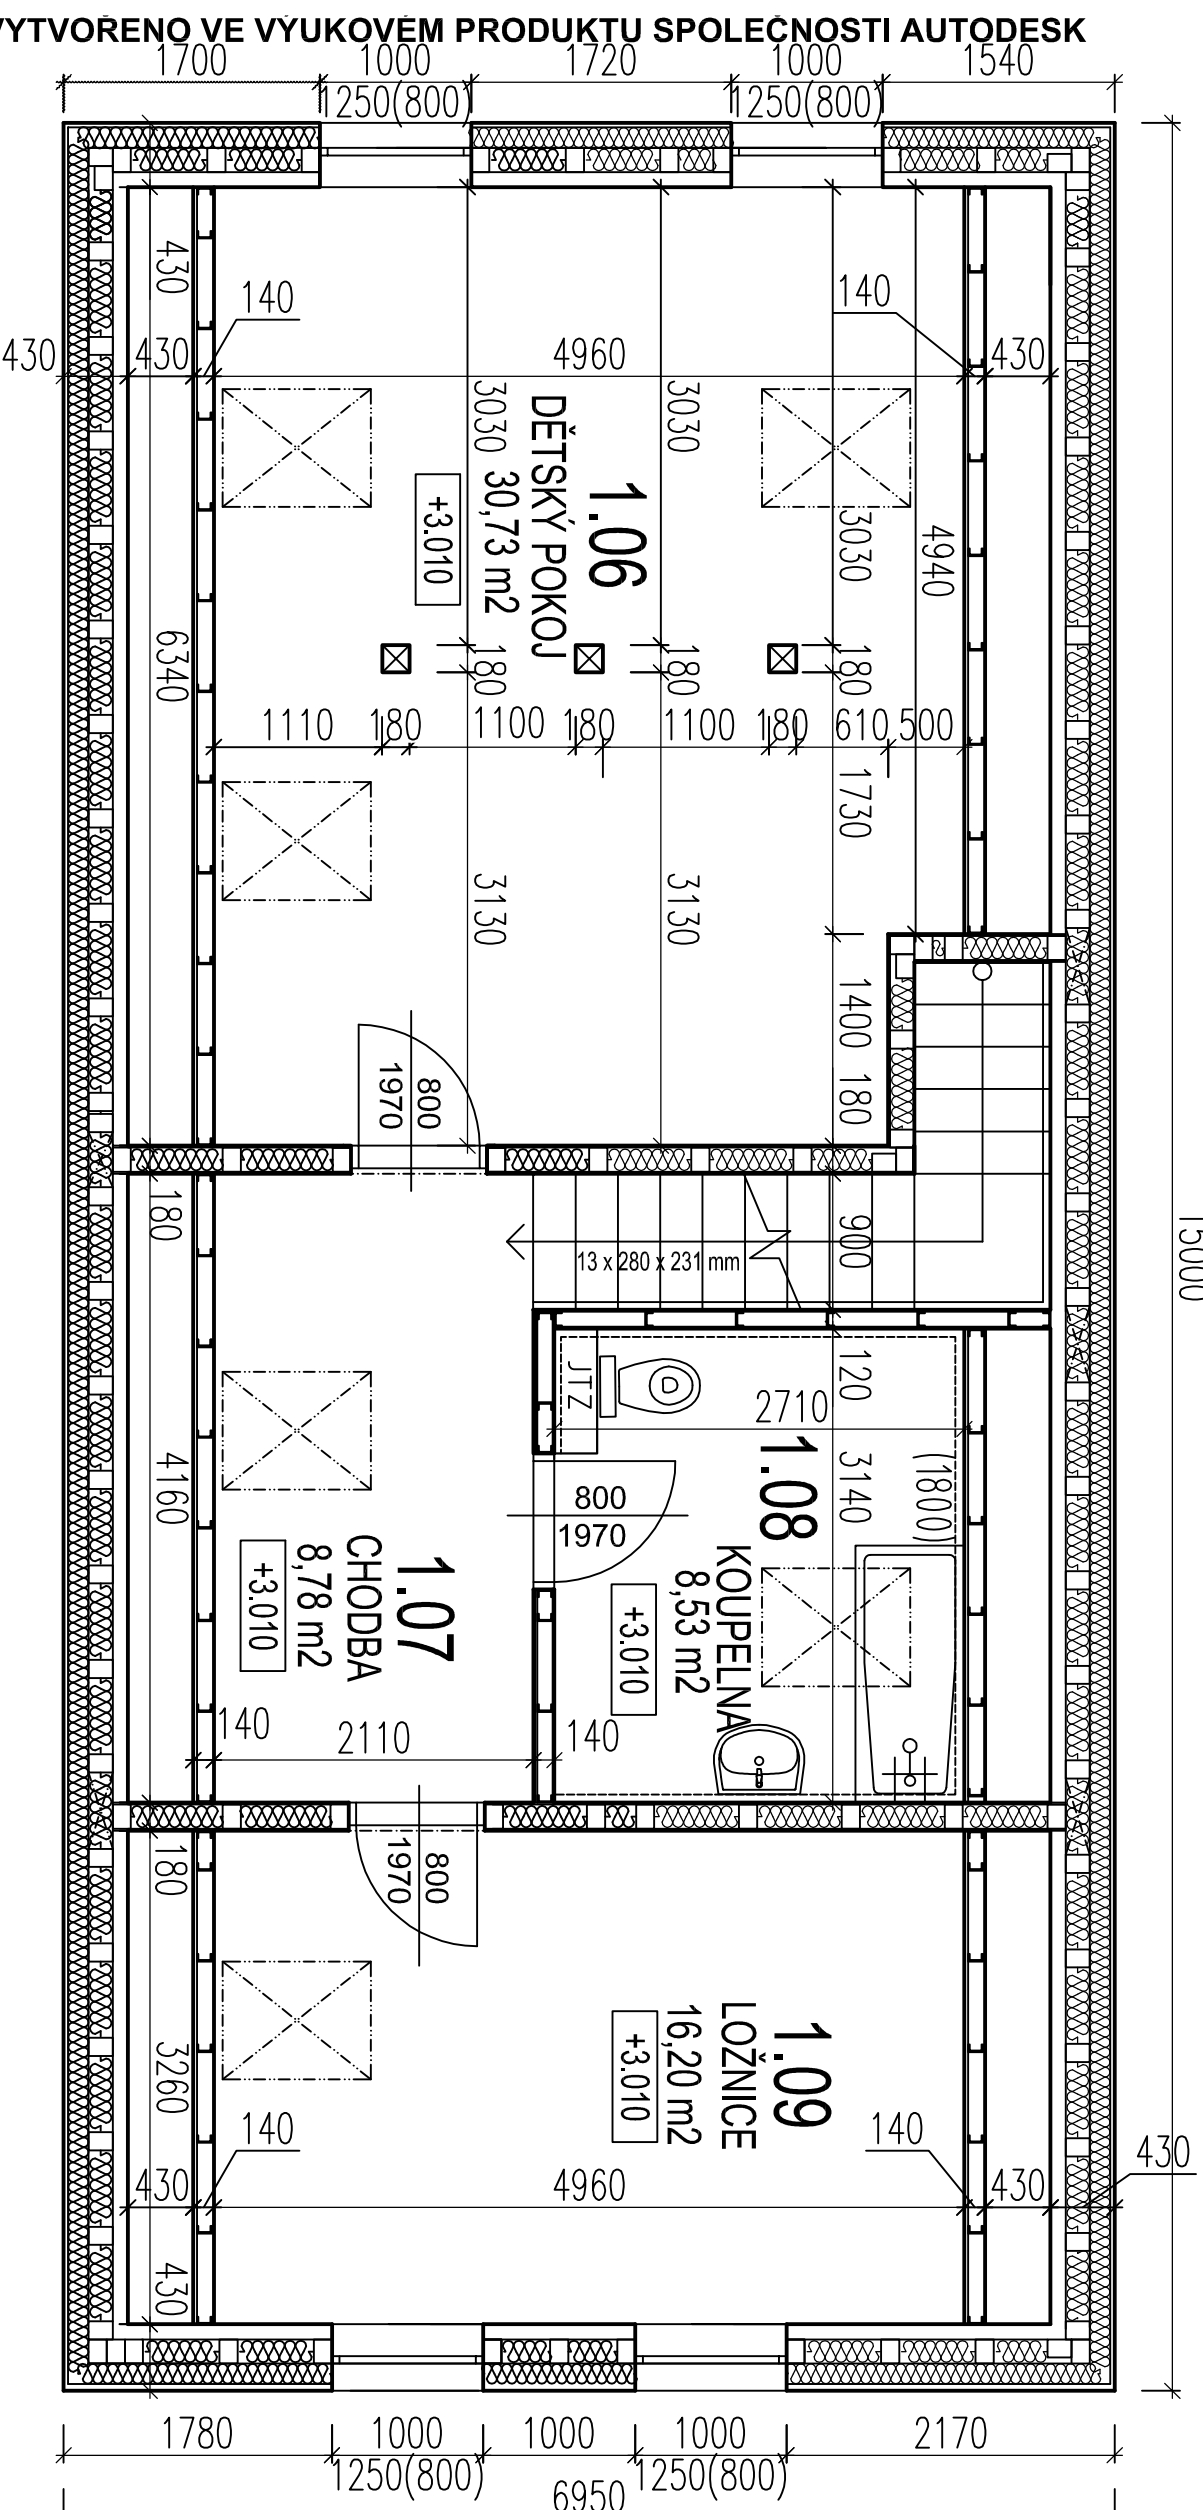 VYTVOŘENO VE VÝUKOVÉM PRODUKTU SPOLEČNOSTI AUTODESK
1700 1000 1720 1000 1540
1250(800) 1250(800)
430
140 140
430 430 4960 430
3030 3030 3030 4940
1.06
DĚTSKÝ POKOJ
30,73 m2
+3.010
6340 180 180 180
1110 180 1100 180 1100 180 610 500
1730
3130 3130
1400
180
800
1970
180
900
13 x 280 x 231 mm
15000
120
JTZ
2710
3140
(1800)
1.08
KOUPELNA
8,53 m2
+3.010
800
1970
4160
1.07
CHODBA
8,78 m2
+3.010
140 2110 140
180
800
1970
1.09
LOŽNICE
16,20 m2
+3.010
3260
140 140 430
430 4960 430
430
1780 1000 1000 1000 2170
1250(800) 1250(800)
6950